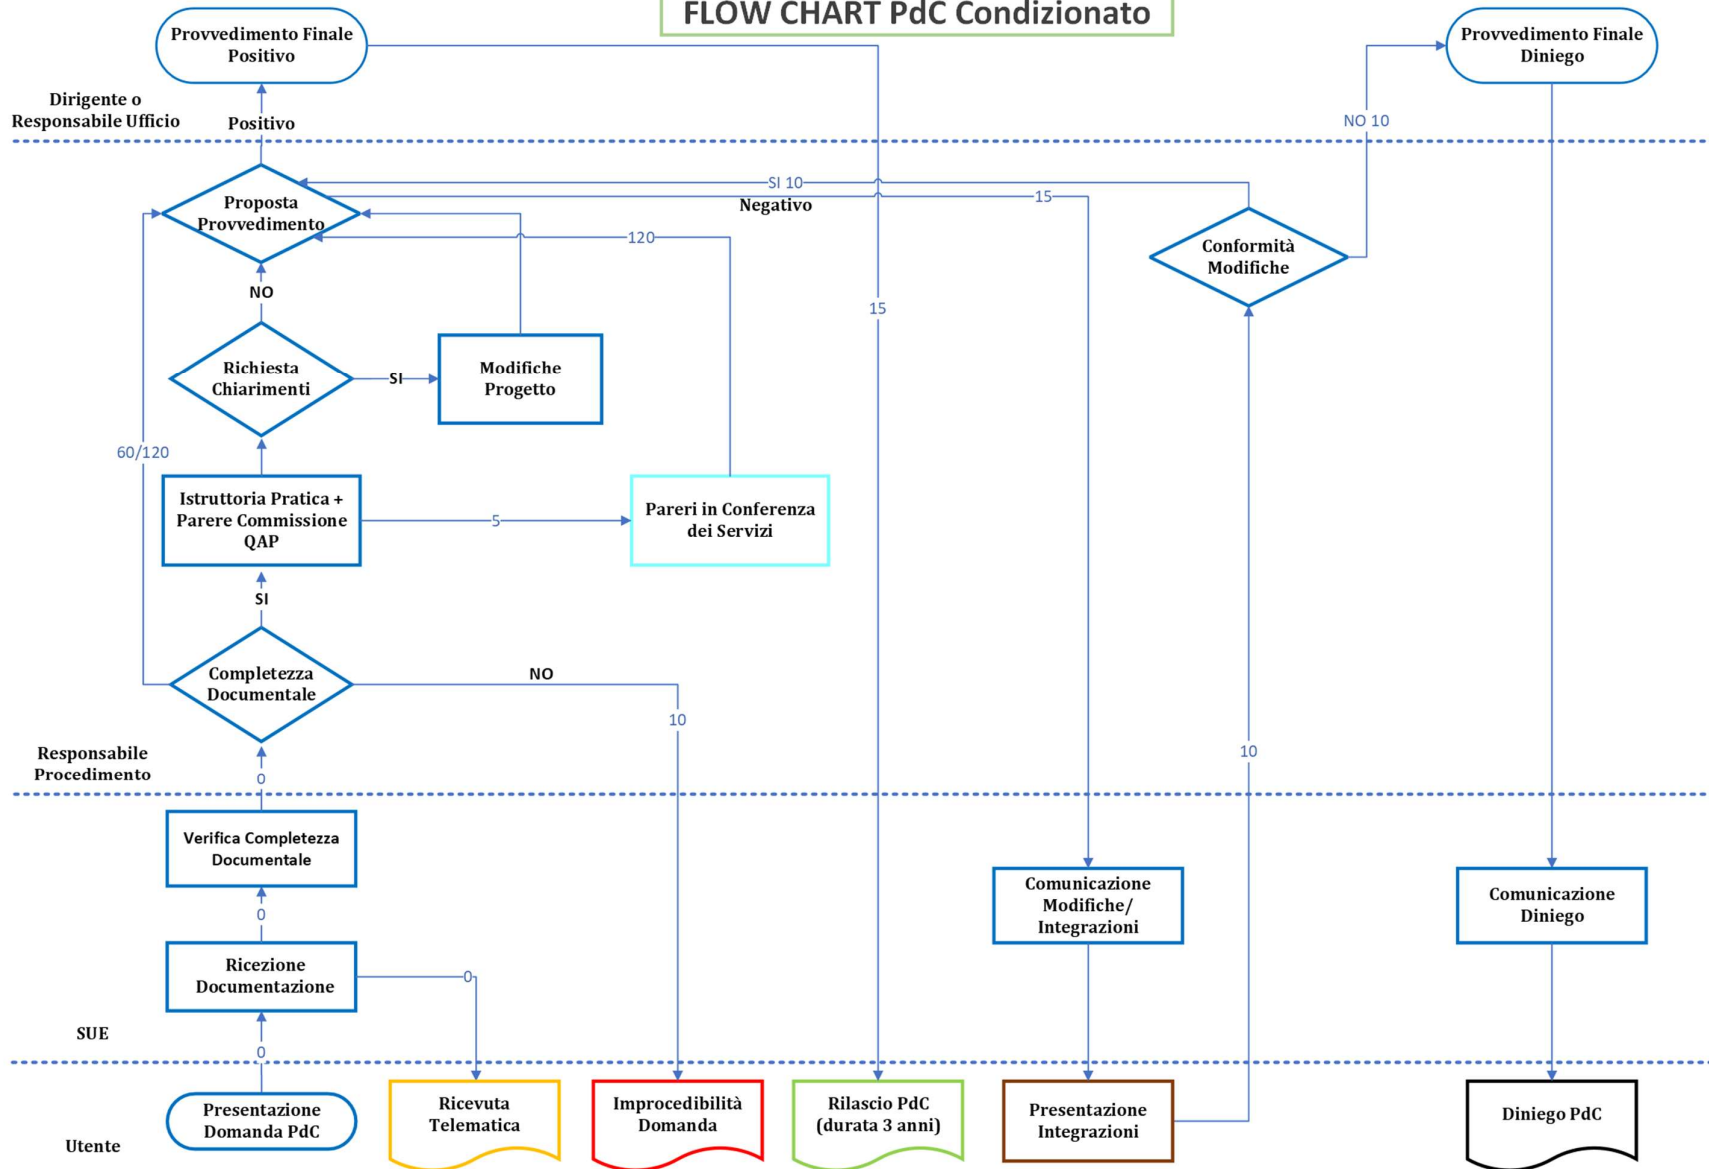 FLOW CHART PdC Condizionato
Provvedimento Finale
Positivo
Provvedimento Finale
Diniego
Dirigente o
Responsabile Ufficio
Positivo
NO 10
SI 10
15
Negativo
Proposta
Provvedimento
120
Conformità
Modifiche
NO
15
Richiesta
Chiarimenti
SI
Modifiche
Progetto
60/120
Istruttoria Pratica +
Parere Commissione
QAP
5
Pareri in Conferenza
dei Servizi
SI
Completezza
Documentale
NO
10
10
Responsabile
Procedimento
0
Verifica Completezza
Documentale
0
Comunicazione
Modifiche/
Integrazioni
Comunicazione
Diniego
Ricezione
Documentazione
0
SUE
0
Presentazione
Domanda PdC
Ricevuta
Telematica
Improcedibilità
Domanda
Rilascio PdC
(durata 3 anni)
Presentazione
Integrazioni
Diniego PdC
Utente